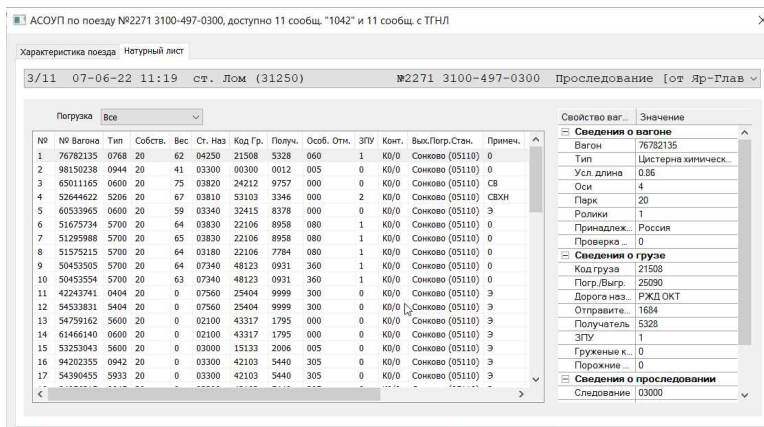 АСОУП по поезду №2271 3100-497-0300, доступно 11 сообщ. "1042" и 11 сообщ. с ТГНЛ
Характеристика поезда Натурный лист
3/11 07-06-22 11:19 ст. Лом (31250) №2271 3100-497-0300 Проследование [от Яр-Глав
Погрузка Все
№ № Вагона Тип Собств. Вес Ст. Наз Код Гр. Получ. Особ. Отм. ЗПУ Конт. Вых.Погр.Стан. Примеч.
1 76782135 0768 20 62 04250 21508 5328 060 1 К0/0 Сонково (05110) 0
2 98150238 0944 20 41 03300 00300 0012 005 0 К0/0 Сонково (05110) 0
3 65011165 0600 20 75 03820 24212 9757 000 0 К0/0 Сонково (05110) СВ
4 52644622 5206 20 67 03810 53103 3346 000 2 К0/0 Сонково (05110) СВХН
5 60533965 0600 20 59 03340 32415 8378 000 0 К0/0 Сонково (05110) Э
6 51675734 5700 20 64 03830 22106 8958 080 1 К0/0 Сонково (05110) 0
7 51295988 5700 20 65 03830 22106 8958 080 1 К0/0 Сонково (05110) 0
8 51575215 5700 20 64 03180 22106 7784 080 1 К0/0 Сонково (05110) 0
9 50453505 5700 20 64 07340 48123 0931 360 1 К0/0 Сонково (05110) 0
10 50453554 5700 20 63 07340 48123 0931 360 1 К0/0 Сонково (05110) 0
11 42243741 0404 20 0 07560 25404 9999 300 0 К0/0 Сонково (05110) Э
12 54533831 5404 20 0 07560 25404 9999 300 0 К0/0 Сонково (05110) Э
13 54759162 5600 20 0 02100 43317 1795 000 0 К0/0 Сонково (05110) Э
14 61466140 0600 20 0 02100 43317 1795 000 0 К0/0 Сонково (05110) Э
15 53253043 5600 20 0 03000 15133 2006 005 0 К0/0 Сонково (05110) Э
16 94202355 0942 20 0 03300 42103 5440 305 0 К0/0 Сонково (05110) Э
17 54390455 5933 20 0 03300 42103 5440 305 0 К0/0 Сонково (05110) Э
Свойство ваг... Значение
Сведения о вагоне
Вагон 76782135
Тип Цистерна химическ...
Усл. длина 0.86
Оси 4
Парк 20
Ролики 1
Принадлеж... Россия
Проверка ... 0
Сведения о грузе
Код груза 21508
Погр./Выгр. 25090
Дорога наз... РЖД ОКТ
Отправите... 1684
Получатель 5328
ЗПУ 1
Груженые к... 0
Порожние ... 0
Сведения о проследовании
Следование 03000